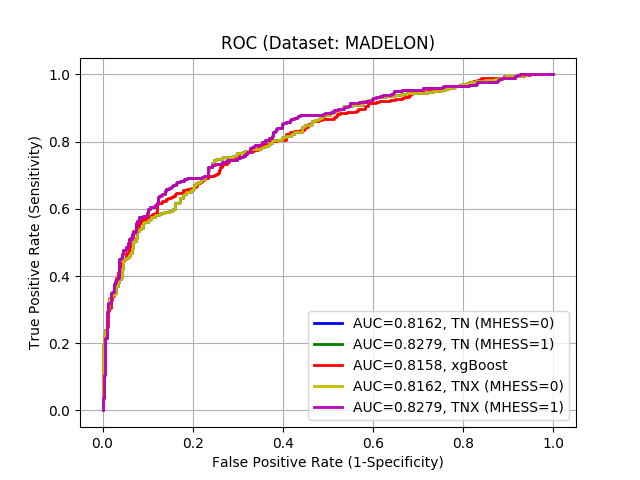 ROC (Dataset: MADELON)
True Positive Rate (Sensitivity)
1.0
0.8
0.6
0.4
0.2
0.0
AUC=0.8162, TN (MHESS=0)
AUC=0.8279, TN (MHESS=1)
AUC=0.8158, xgBoost
AUC=0.8162, TNX (MHESS=0)
AUC=0.8279, TNX (MHESS=1)
0.0 0.2 0.4 0.6 0.8 1.0
False Positive Rate (1-Specificity)